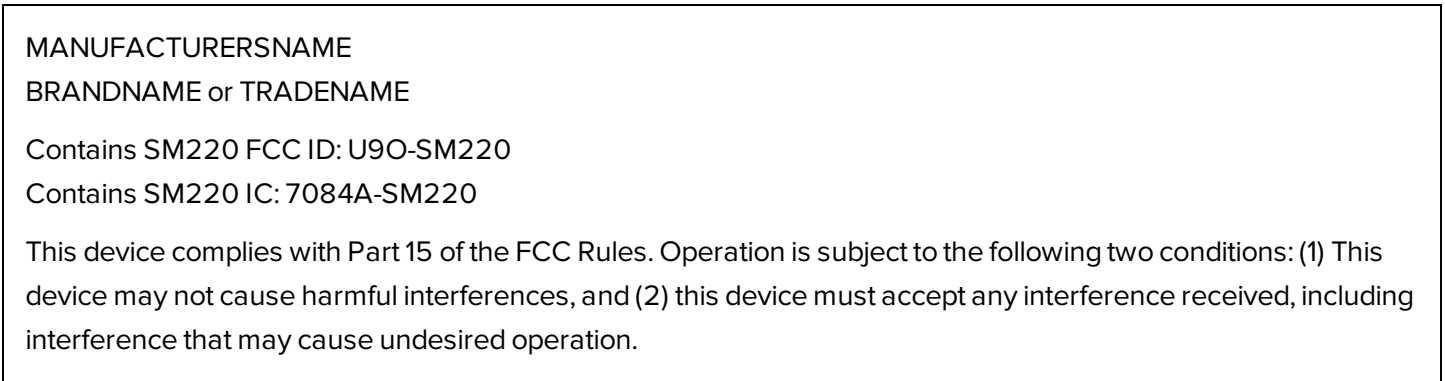 MANUFACTURERSNAME
BRANDNAME or TRADENAME
Contains SM220 FCC ID: U9O-SM220
Contains SM220 IC: 7084A-SM220
This device complies with Part 15 of the FCC Rules. Operation is subject to the following two conditions: (1) This
device may not cause harmful interferences, and (2) this device must accept any interference received, including
interference that may cause undesired operation.